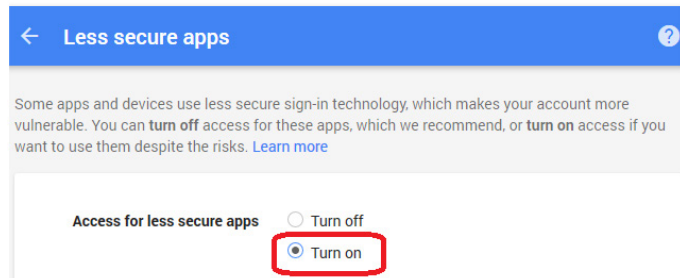 Less secure apps
Some apps and devices use less secure sign-in technology, which makes your account more
vulnerable. You can turn off access for these apps, which we recommend, or turn on access if you
want to use them despite the risks. Learn more
Access for less secure apps
Turn off
Turn on